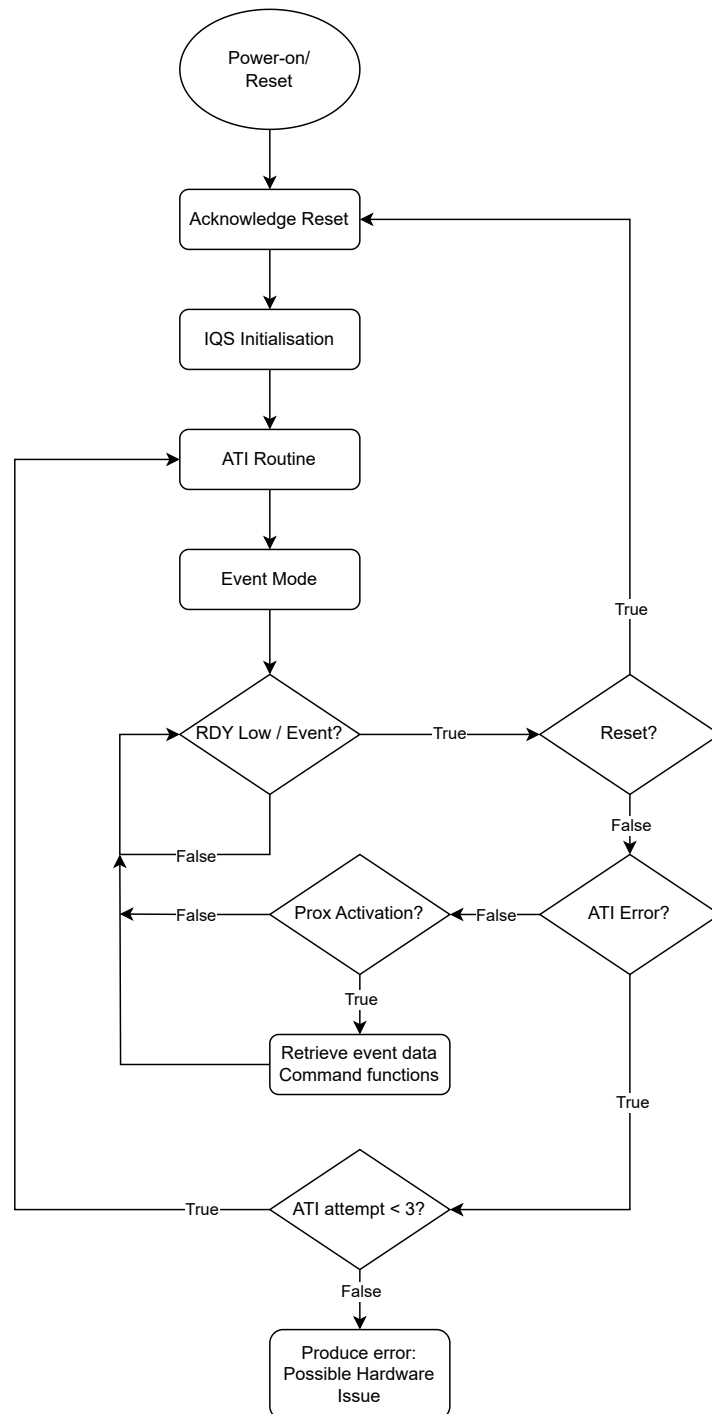 Power-on/
Reset
Acknowledge Reset
IQS Initialisation
ATI Routine
Event Mode
True
RDY Low / Event?
True
Reset?
False
False
Prox Activation?
False
False
ATI Error?
True
Retrieve event data
Command functions
True
True
ATI attempt < 3?
False
Produce error:
Possible Hardware
Issue